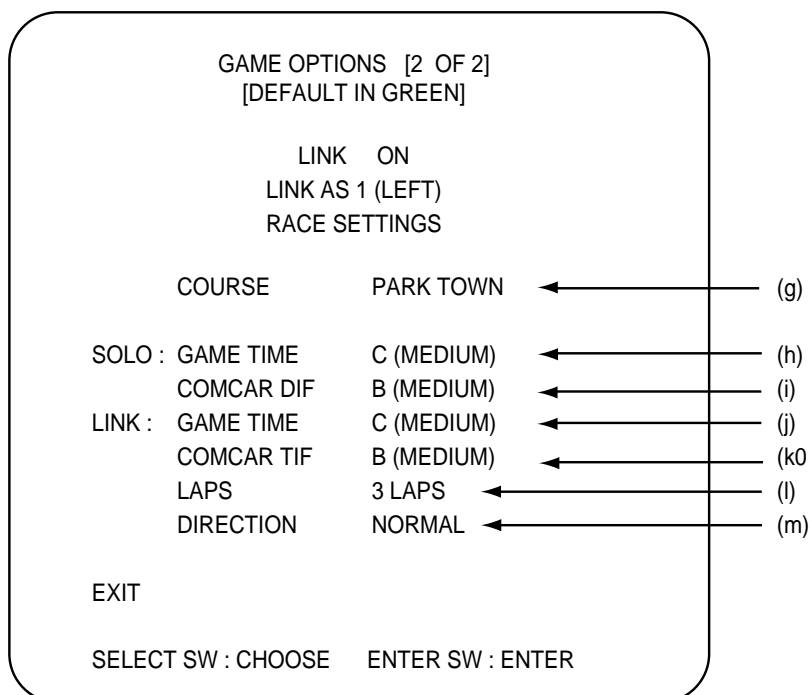 GAME OPTIONS [2 OF 2]
[DEFAULT IN GREEN]
LINK ON
LINK AS 1 (LEFT)
RACE SETTINGS
COURSE PARK TOWN (g)
SOLO : GAME TIME C (MEDIUM) (h)
COMCAR DIF B (MEDIUM) (i)
LINK : GAME TIME C (MEDIUM) (j)
COMCAR TIF B (MEDIUM) (k0
LAPS 3 LAPS (l)
DIRECTION NORMAL (m)
EXIT
SELECT SW : CHOOSE ENTER SW : ENTER